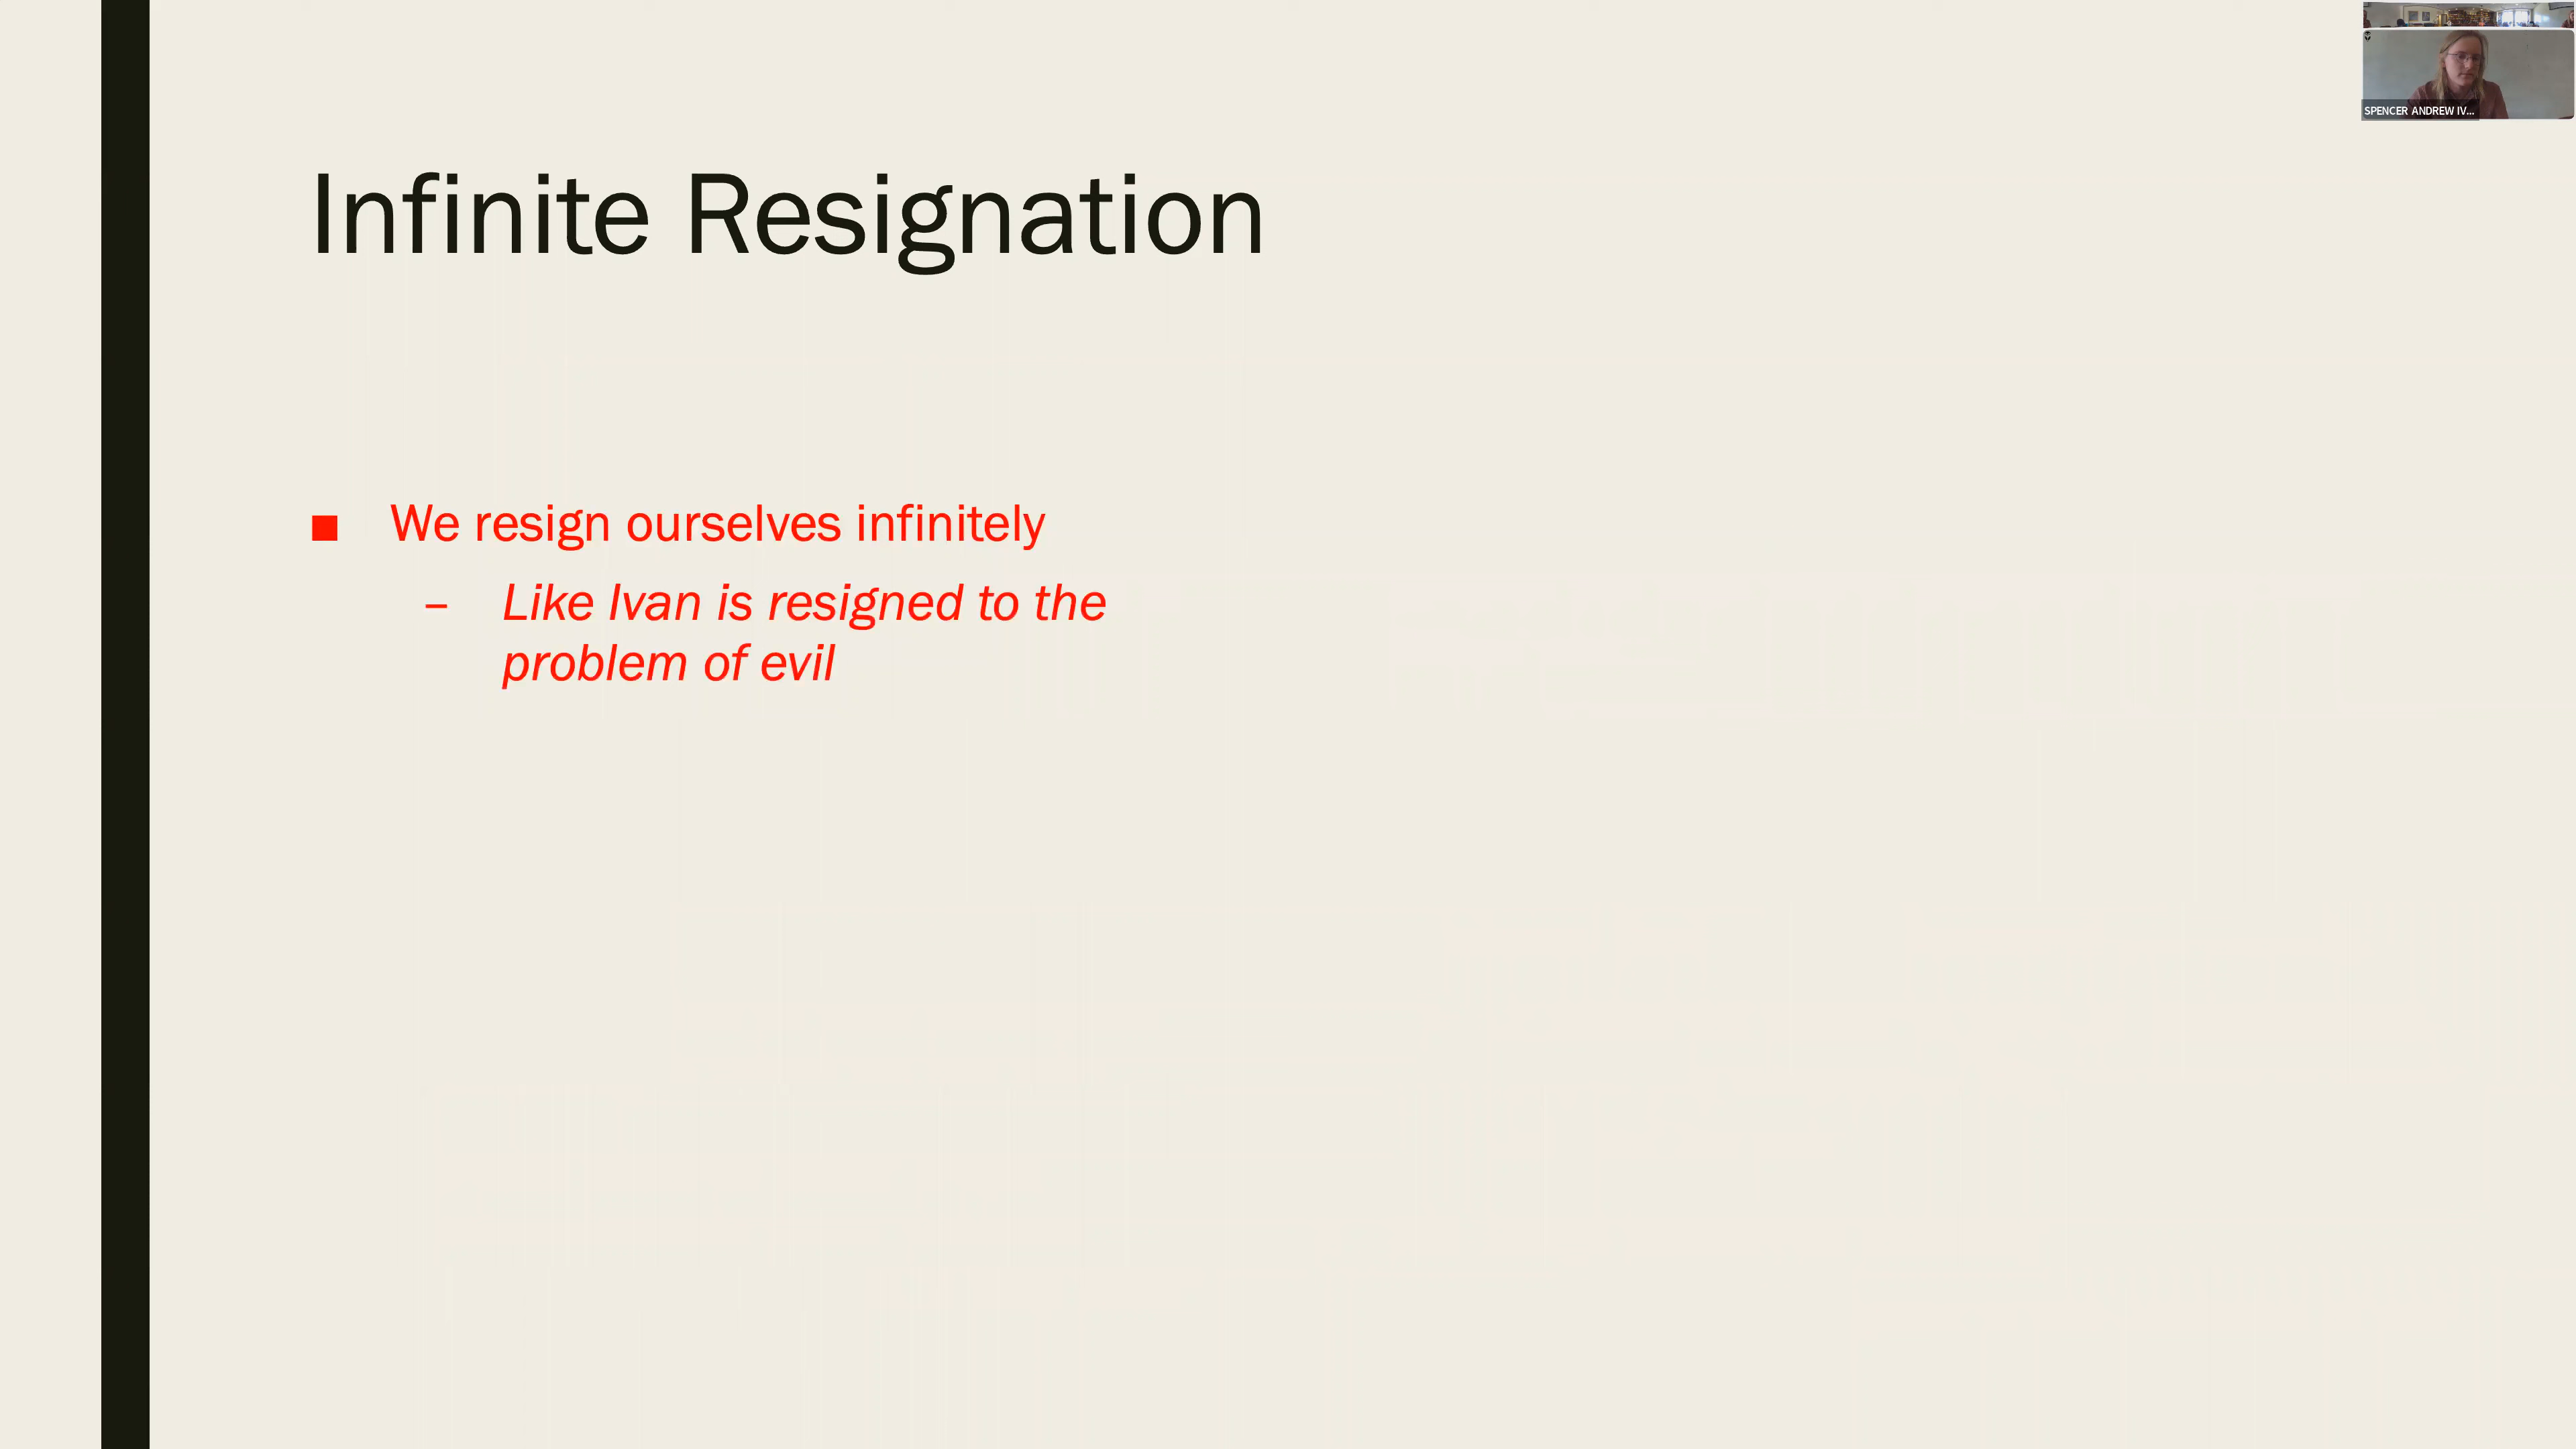 SPENCER ANDREW IV...
Infinite Resignation
■ We resign ourselves infinitely
– Like Ivan is resigned to the
problem of evil